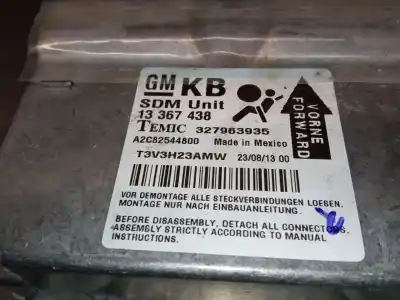 GM KB
SDM Unit
13 367 438
TEMIC 327963935
A2C82544800 Made in Mexico
T3V3H23AMW 23/08/13 00
VORNE
FORWARD
VOR DEMONTAGE ALLE STECKVERBINDUNGEN LOESEN.
MONTAGE NUR NACH EINBAUANLEITUNG.
BEFORE DISASSEMBLY, DETACH ALL CONNECTORS.
ASSEMBLY STRICTLY ACCORDING TO MANUAL
INSTRUCTIONS.